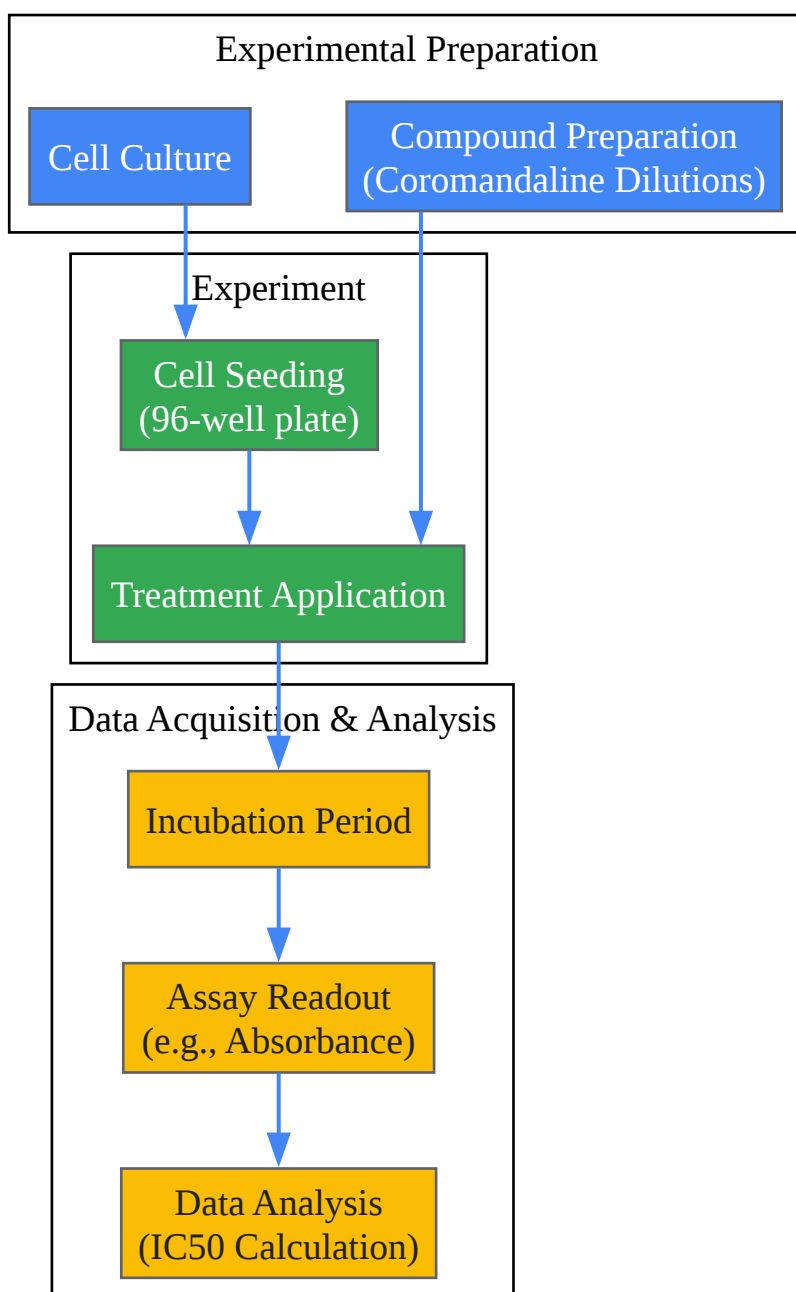 Experimental Preparation
Cell Culture
Compound Preparation
(Coromandaline Dilutions)
Experiment
Cell Seeding
(96-well plate)
Treatment Application
Data Acquisition & Analysis
Incubation Period
Assay Readout
(e.g., Absorbance)
Data Analysis
(IC50 Calculation)